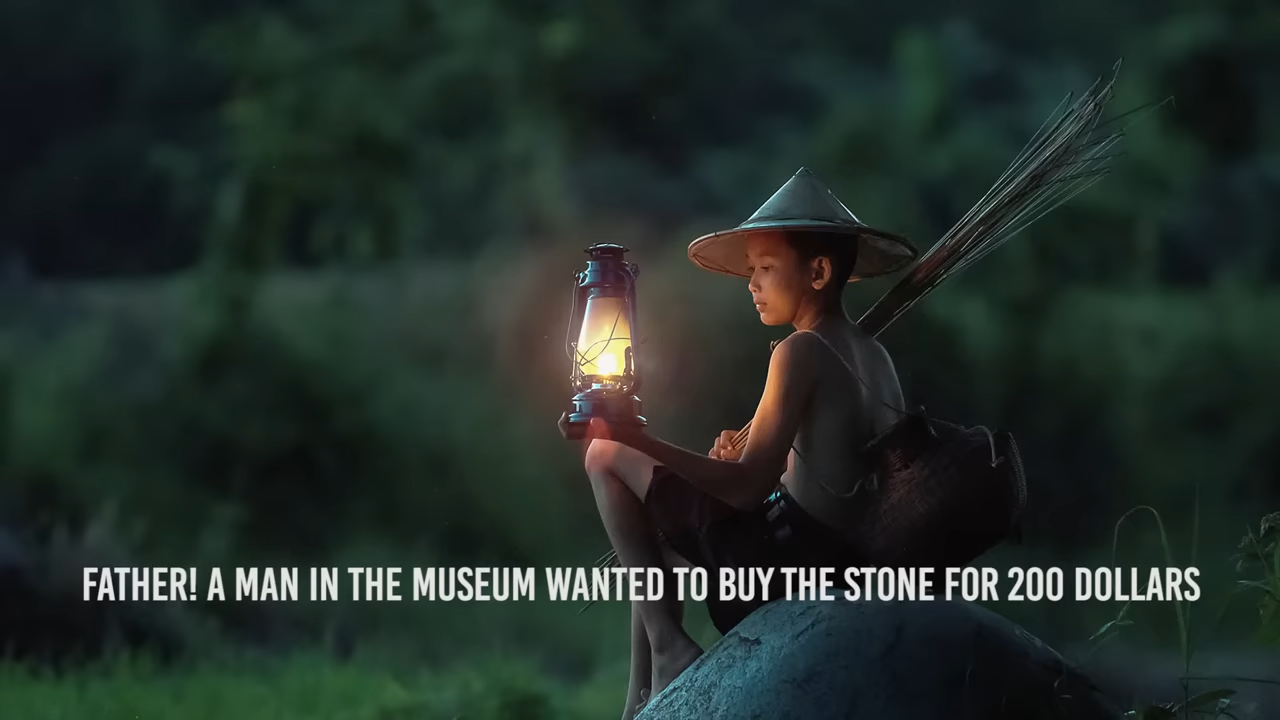 FATHER! A MAN IN THE MUSEUM WANTED TO BUY THE STONE FOR 200 DOLLARS